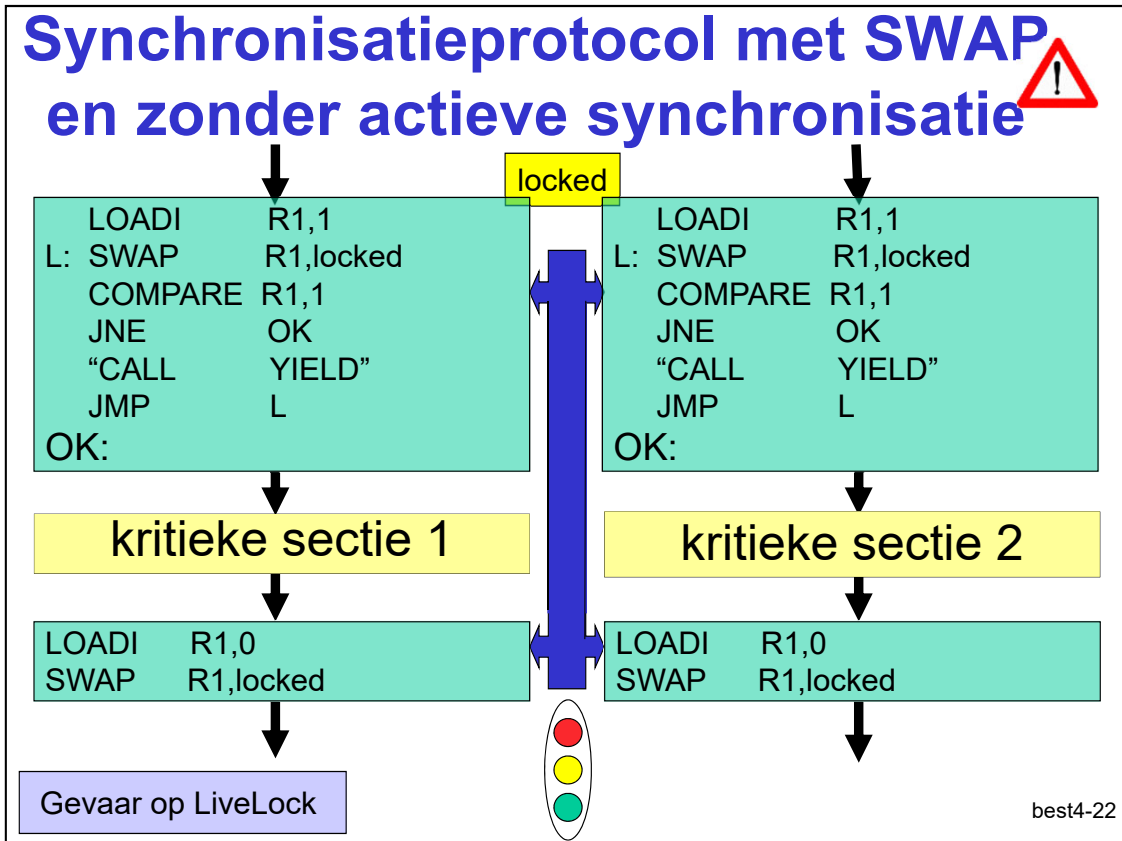 Synchronisatieprotocol met SWAP
en zonder actieve synchronisatie
!
locked
LOADI R1,1
L: SWAP R1,locked
COMPARE R1,1
JNE OK
“CALL YIELD”
JMP L
OK:
kritieke sectie 1
LOADI R1,0
SWAP R1,locked
LOADI R1,1
L: SWAP R1,locked
COMPARE R1,1
JNE OK
“CALL YIELD”
JMP L
OK:
kritieke sectie 2
LOADI R1,0
SWAP R1,locked
Gevaar op LiveLock
best4-22